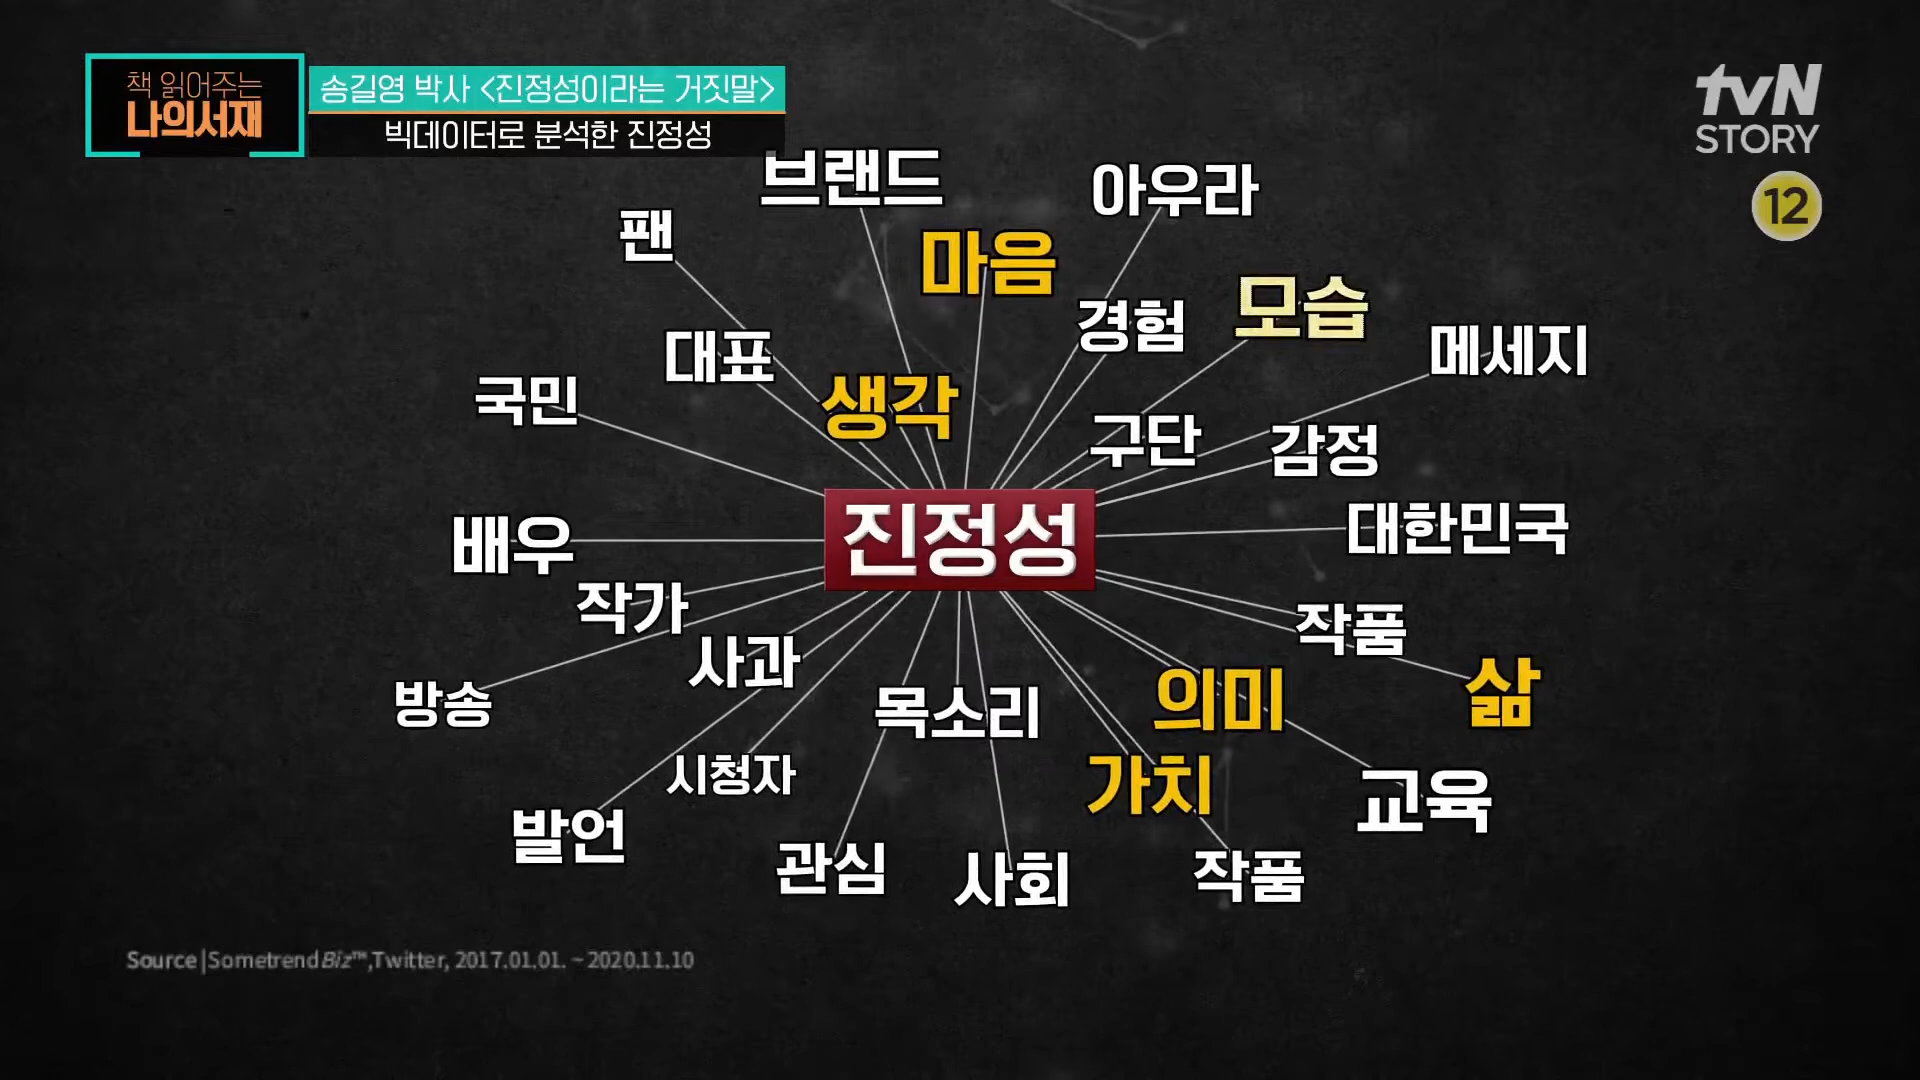 책 읽어주는
나의서재
송길영 박사 <진정성이라는 거짓말>
빅데이터로 분석한 진정성
tvN
STORY
12
브랜드
아우라
팬
마음
모습
경험
대표
메세지
국민
생각
구단
감정
진정성
대한민국
배우
작가
작품
사과
삶
방송
목소리
의미
시청자
가치
교육
발언
관심
사회
작품
Source|SometrendBiz™,Twitter, 2017.01.01. ~ 2020.11.10